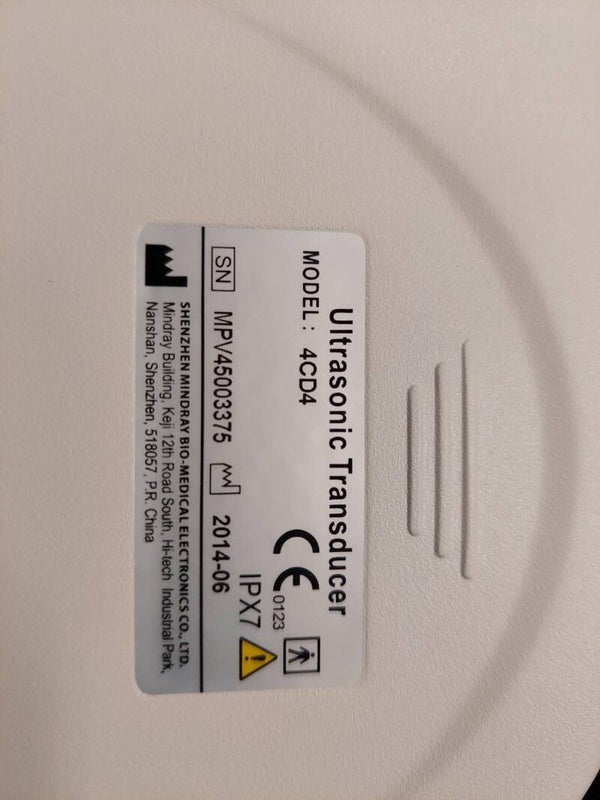 Ultrasonic Transducer
MODEL: 4CD4
CE 0123
IPX7
SN MPV45003375 2014-06
SHENZHEN MINDRAY BIO-MEDICAL ELECTRONICS CO., LTD.
Mindray Building, Keji 12th Road South, Hi-tech Industrial Park,
Nanshan, Shenzhen, 518057, P.R. China